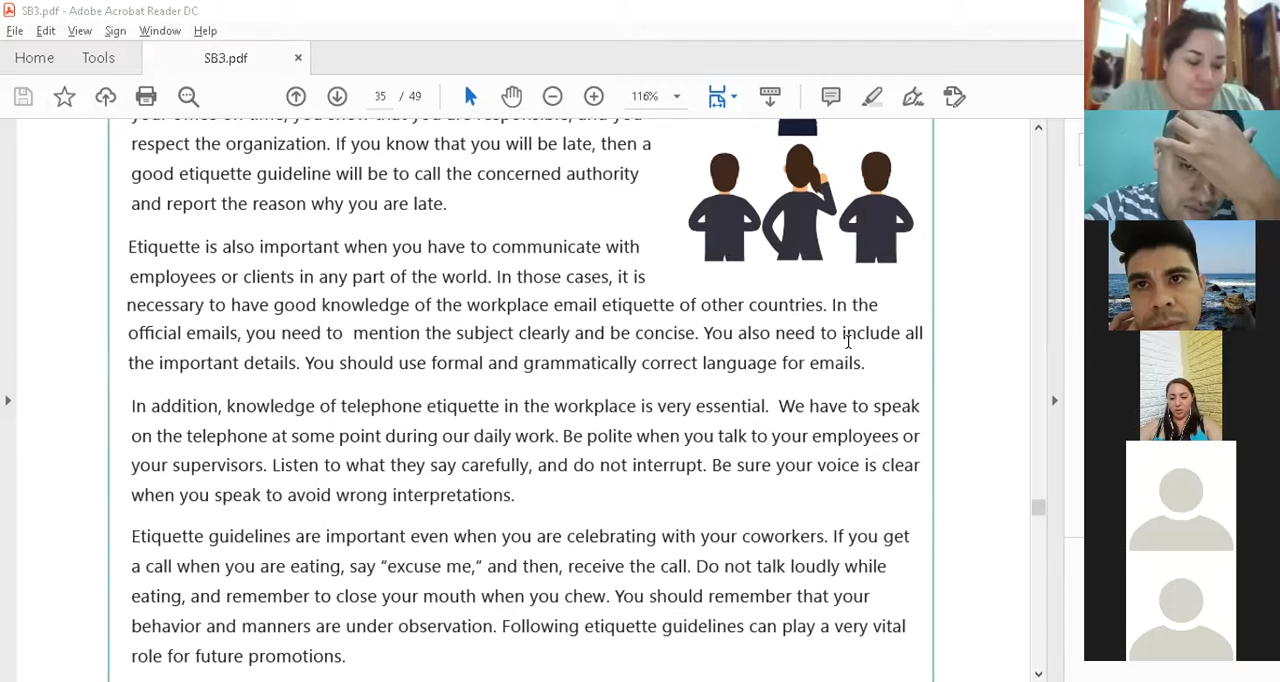 SB3.pdf - Adobe Acrobat Reader DC
File Edit View Sign Window Help
Home Tools SB3.pdf ×
35 / 49 116%
your office on time, you show that you are responsible, and you
respect the organization. If you know that you will be late, then a
good etiquette guideline will be to call the concerned authority
and report the reason why you are late.
Etiquette is also important when you have to communicate with
employees or clients in any part of the world. In those cases, it is
necessary to have good knowledge of the workplace email etiquette of other countries. In the
official emails, you need to mention the subject clearly and be concise. You also need to include all
the important details. You should use formal and grammatically correct language for emails.
In addition, knowledge of telephone etiquette in the workplace is very essential. We have to speak
on the telephone at some point during our daily work. Be polite when you talk to your employees or
your supervisors. Listen to what they say carefully, and do not interrupt. Be sure your voice is clear
when you speak to avoid wrong interpretations.
Etiquette guidelines are important even when you are celebrating with your coworkers. If you get
a call when you are eating, say “excuse me,” and then, receive the call. Do not talk loudly while
eating, and remember to close your mouth when you chew. You should remember that your
behavior and manners are under observation. Following etiquette guidelines can play a very vital
role for future promotions.